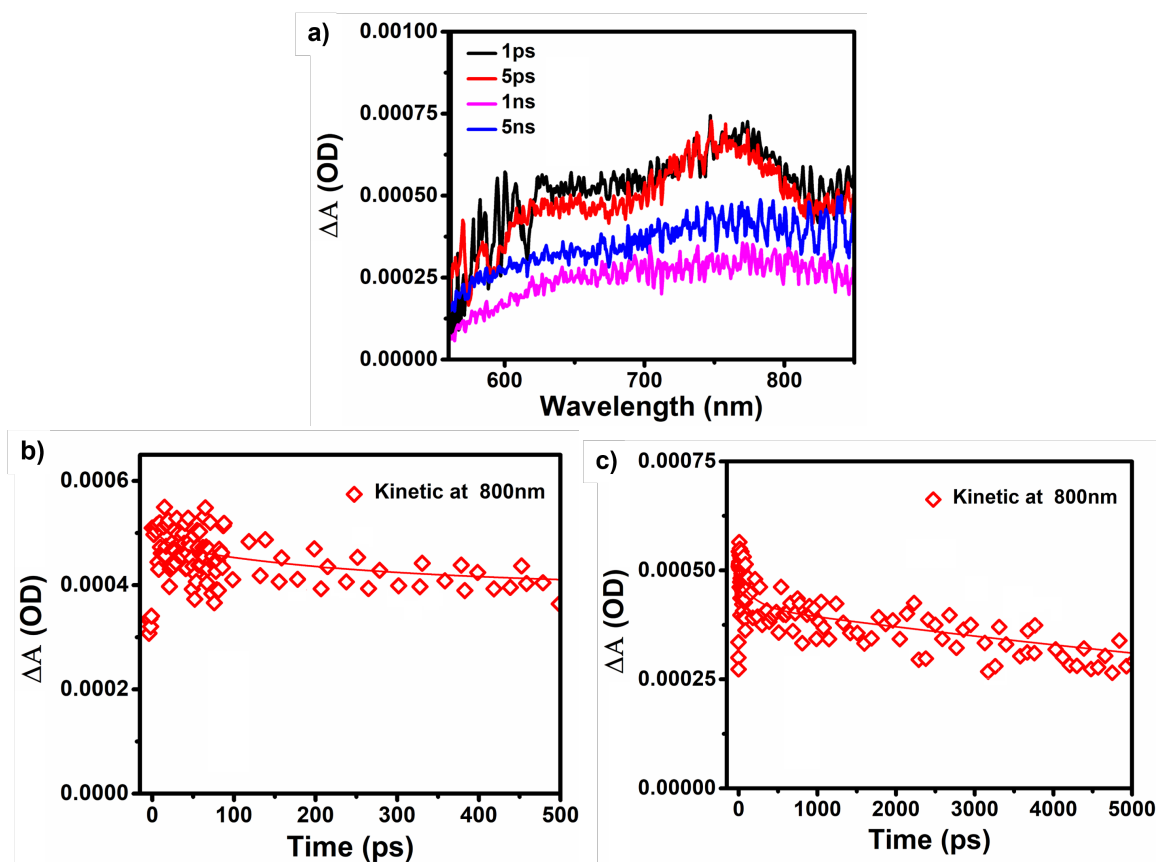 a)
0.00100
0.00075
0.00050
0.00025
0.00000
ΔA (OD)
1ps
5ps
1ns
5ns
600 700 800
Wavelength (nm)
b)
0.0006
0.0004
0.0002
0.0000
ΔA (OD)
Kinetic at 800nm
0 100 200 300 400 500
Time (ps)
c)
0.00075
0.00050
0.00025
0.00000
ΔA (OD)
Kinetic at 800nm
0 1000 2000 3000 4000 5000
Time (ps)